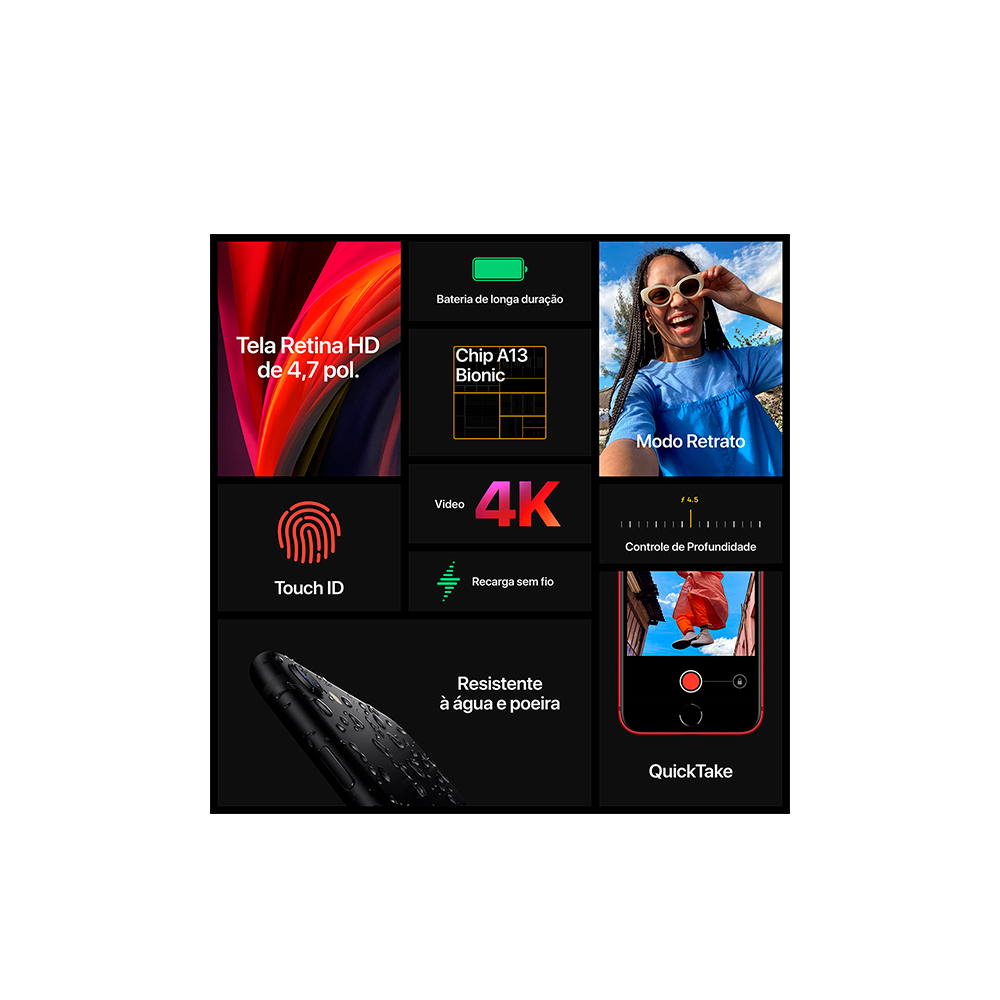 Tela Retina HD
de 4,7 pol.
Bateria de longa duração
Chip A13
Bionic
Modo Retrato
Video 4K
ƒ 4.5
Controle de Profundidade
Touch ID
Recarga sem fio
Resistente
à água e poeira
QuickTake